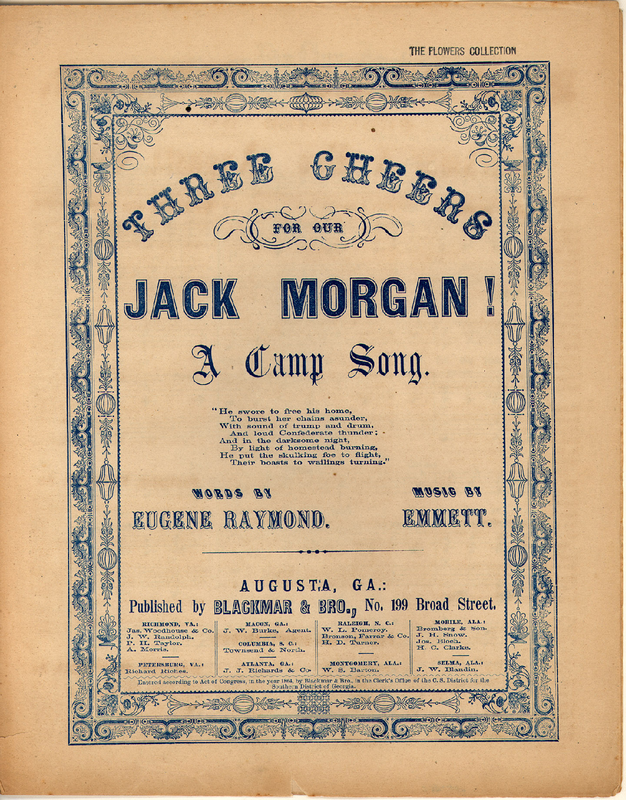 THE FLOWERS COLLECTION
THREE CHEERS
FOR OUR
JACK MORGAN!
A Camp Song.
"He swore to free his home,
To burst her chains asunder,
With sound of trump and drum,
And loud Confederate thunder;
And in the darksome night,
By light of homestead burning,
He put the skulking foe to flight,
Their boasts to wailings turning."
WORDS BY
EUGENE RAYMOND.
MUSIC BY
EMMETT.
AUGUSTA, GA.:
Published by BLACKMAR & BRO., No. 199 Broad Street.
RICHMOND, VA.:
Jas. Woodhouse & Co.
J. W. Randolph.
P. H. Taylor.
A. Morris.
PETERSBURG, VA.:
Richard Rickes.
MACON, GA.:
J. W. Burke, Agent.
COLUMBIA, S. C.:
Townsend & North.
ATLANTA, GA.:
J. J. Richards & Co
RALEIGH, N. C.:
W. L. Pomeroy.
Bronson, Farrar & Co.
H. D. Turner.
MONTGOMERY, ALA.:
W. S. Barton.
MOBILE, ALA.:
Bromberg & Son.
J. H. Snow.
Jos. Bloch.
H. C. Clarke.
SELMA, ALA.:
J. W. Blandin.
Entered according to Act of Congress, in the year 1864, by Blackmar & Bro., in the Clerk's Office of the C. S. District for the
Southern District of Georgia.